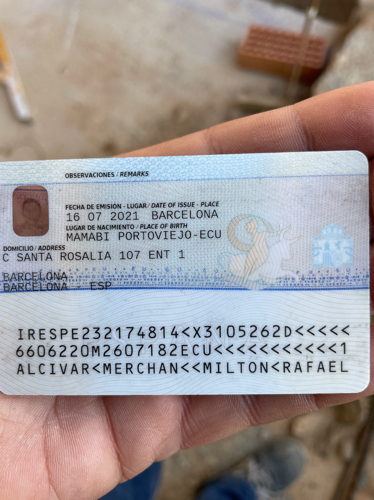 OBSERVACIONES / REMARKS
FECHA DE EMISIÓN - LUGAR / DATE OF ISSUE - PLACE
16 07 2021 BARCELONA
LUGAR DE NACIMIENTO / PLACE OF BIRTH
MAMABI PORTOVIEJO-ECU
DOMICILIO / ADDRESS
C SANTA ROSALIA 107 ENT 1
BARCELONA
BARCELONA - ESP
IRESPE232174814<X3105262D<<<<<
6606220M2607182ECU<<<<<<<<<<<1
ALCIVAR<MERCHAN<<MILTON<RAFAEL